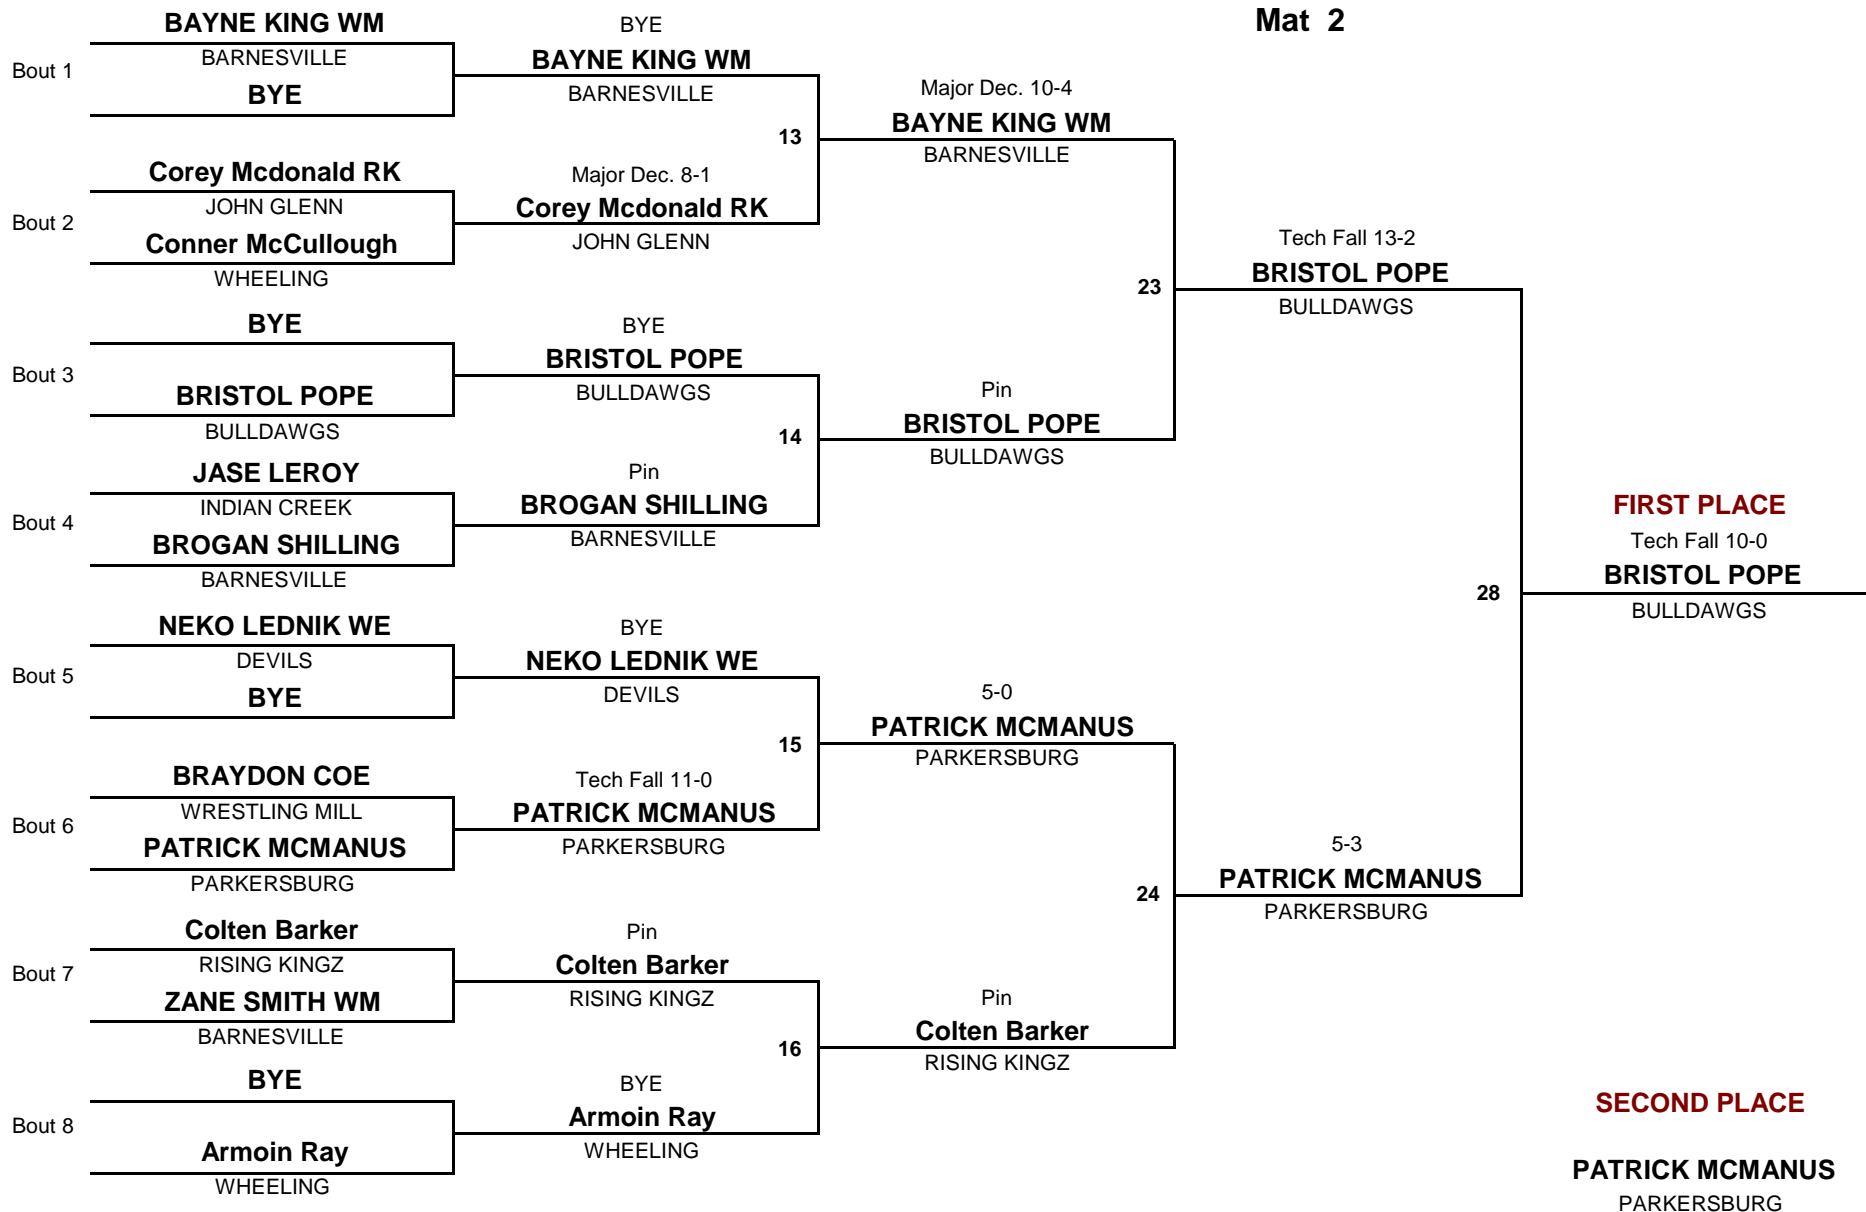 Mat 2
Bout 1
BAYNE KING WM
BARNESVILLE
BYE
Bout 2
Corey Mcdonald RK
JOHN GLENN
Conner McCullough
WHEELING
Bout 3
BYE
BRISTOL POPE
BULLDAWGS
Bout 4
JASE LEROY
INDIAN CREEK
BROGAN SHILLING
BARNESVILLE
Bout 5
NEKO LEDNIK WE
DEVILS
BYE
Bout 6
BRAYDON COE
WRESTLING MILL
PATRICK MCMANUS
PARKERSBURG
Bout 7
Colten Barker
RISING KINGZ
ZANE SMITH WM
BARNESVILLE
Bout 8
BYE
Armoin Ray
WHEELING
BYE
BAYNE KING WM
BARNESVILLE
13
Major Dec. 8-1
Corey Mcdonald RK
JOHN GLENN
BYE
BRISTOL POPE
BULLDAWGS
14
Pin
BROGAN SHILLING
BARNESVILLE
BYE
NEKO LEDNIK WE
DEVILS
15
Tech Fall 11-0
PATRICK MCMANUS
PARKERSBURG
Pin
Colten Barker
RISING KINGZ
16
BYE
Armoin Ray
WHEELING
Major Dec. 10-4
BAYNE KING WM
BARNESVILLE
23
Pin
BRISTOL POPE
BULLDAWGS
5-0
PATRICK MCMANUS
PARKERSBURG
24
Pin
Colten Barker
RISING KINGZ
Tech Fall 13-2
BRISTOL POPE
BULLDAWGS
28
5-3
PATRICK MCMANUS
PARKERSBURG
FIRST PLACE
Tech Fall 10-0
BRISTOL POPE
BULLDAWGS
SECOND PLACE
PATRICK MCMANUS
PARKERSBURG